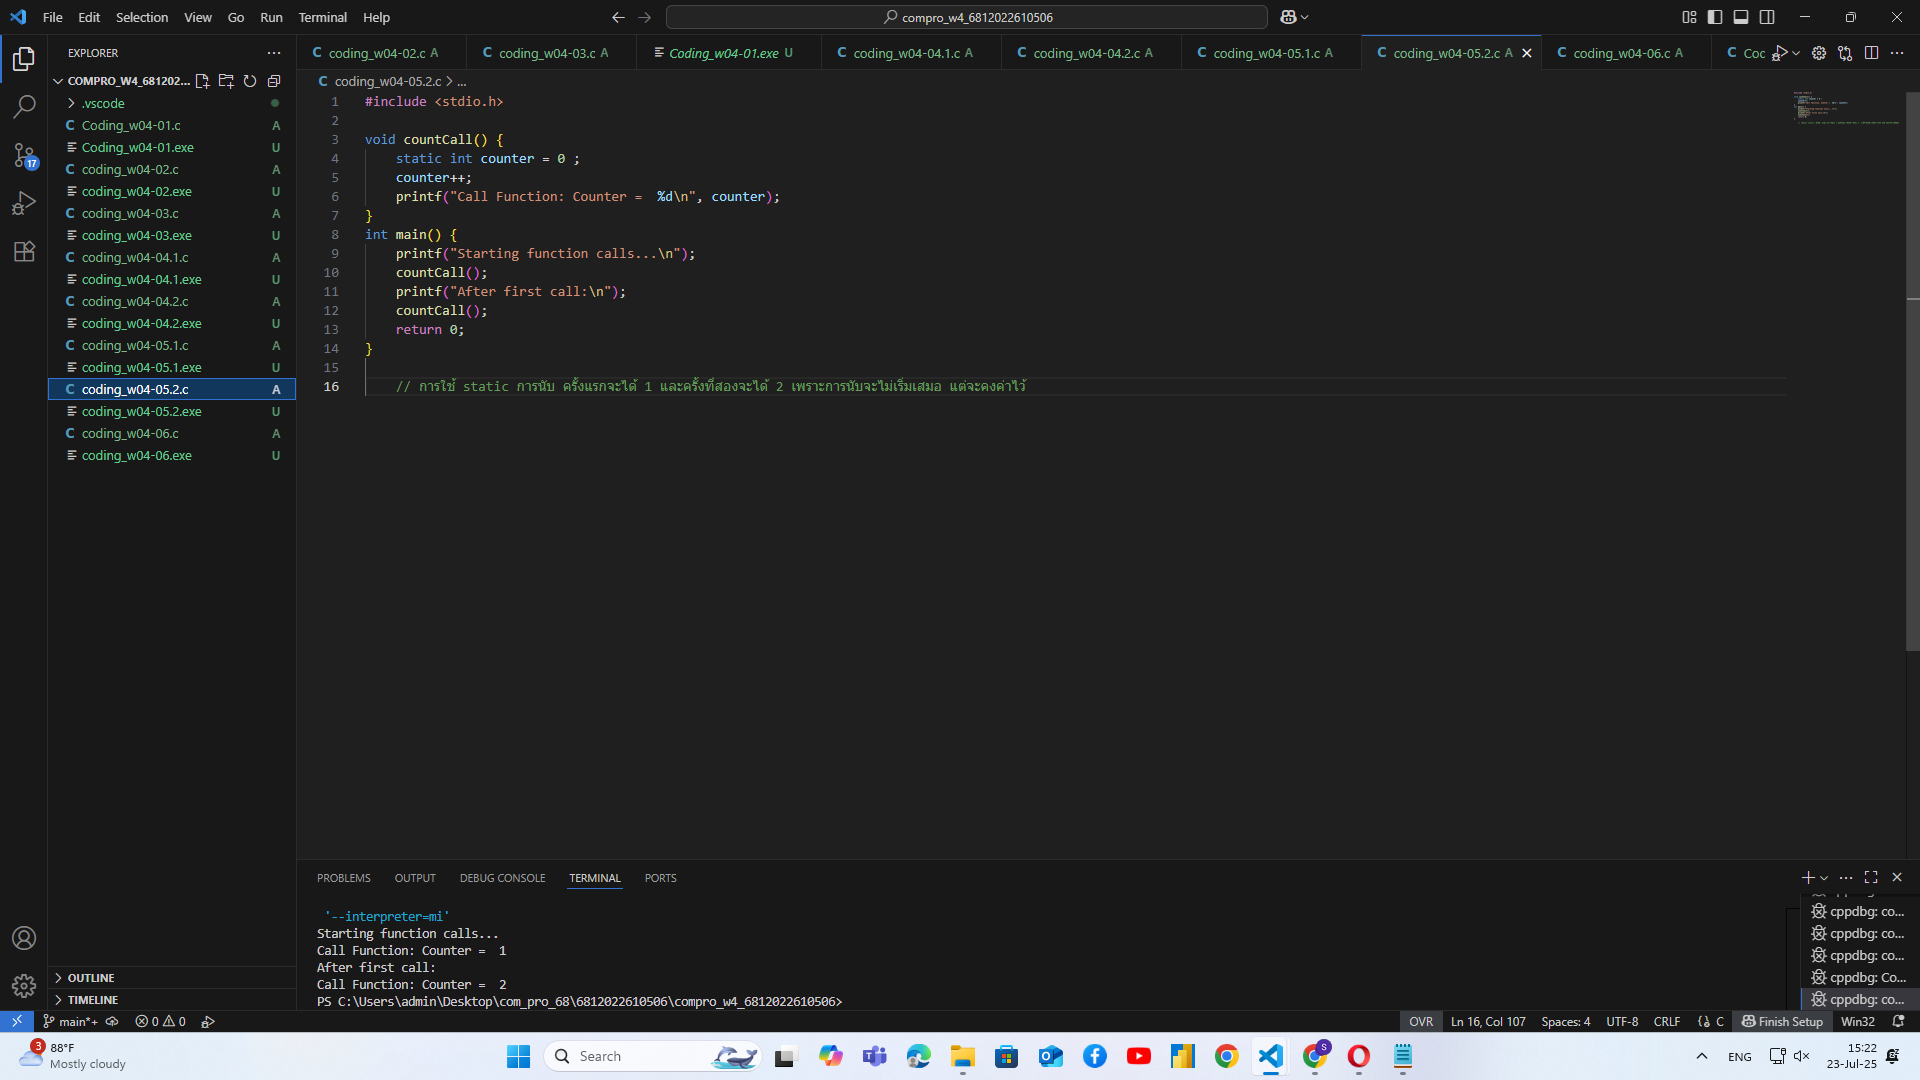 File Edit Selection View Go Run Terminal Help
compro_w4_6812022610506
EXPLORER
COMPRO_W4_681202...
.vscode
Coding_w04-01.c A
Coding_w04-01.exe U
coding_w04-02.c A
coding_w04-02.exe U
coding_w04-03.c A
coding_w04-03.exe U
coding_w04-04.1.c A
coding_w04-04.1.exe U
coding_w04-04.2.c A
coding_w04-04.2.exe U
coding_w04-05.1.c A
coding_w04-05.1.exe U
coding_w04-05.2.c A
coding_w04-05.2.exe U
coding_w04-06.c A
coding_w04-06.exe U
17
OUTLINE
TIMELINE
coding_w04-02.c A coding_w04-03.c A Coding_w04-01.exe U coding_w04-04.1.c A coding_w04-04.2.c A coding_w04-05.1.c A coding_w04-05.2.c A coding_w04-06.c A Coc
coding_w04-05.2.c > ...
1 #include <stdio.h>
2
3 void countCall() {
4 static int counter = 0 ;
5 counter++;
6 printf("Call Function: Counter =  %d\n", counter);
7 }
8 int main() {
9 printf("Starting function calls...\n");
10 countCall();
11 printf("After first call:\n");
12 countCall();
13 return 0;
14 }
15
16 // การใช้ static การนับ ครั้งแรกจะได้ 1 และครั้งที่สองจะได้ 2 เพราะการนับจะไม่เริ่มเสมอ แต่จะคงค่าไว้
PROBLEMS OUTPUT DEBUG CONSOLE TERMINAL PORTS
'--interpreter=mi'
Starting function calls...
Call Function: Counter =  1
After first call:
Call Function: Counter =  2
PS C:\Users\admin\Desktop\com_pro_68\6812022610506\compro_w4_6812022610506>
cppdbg: co...
cppdbg: co...
cppdbg: co...
cppdbg: Co...
cppdbg: co...
main*+ 0 0 OVR Ln 16, Col 107 Spaces: 4 UTF-8 CRLF C Finish Setup Win32
3 88°F
Mostly cloudy
Search
S
ENG
15:22
23-Jul-25